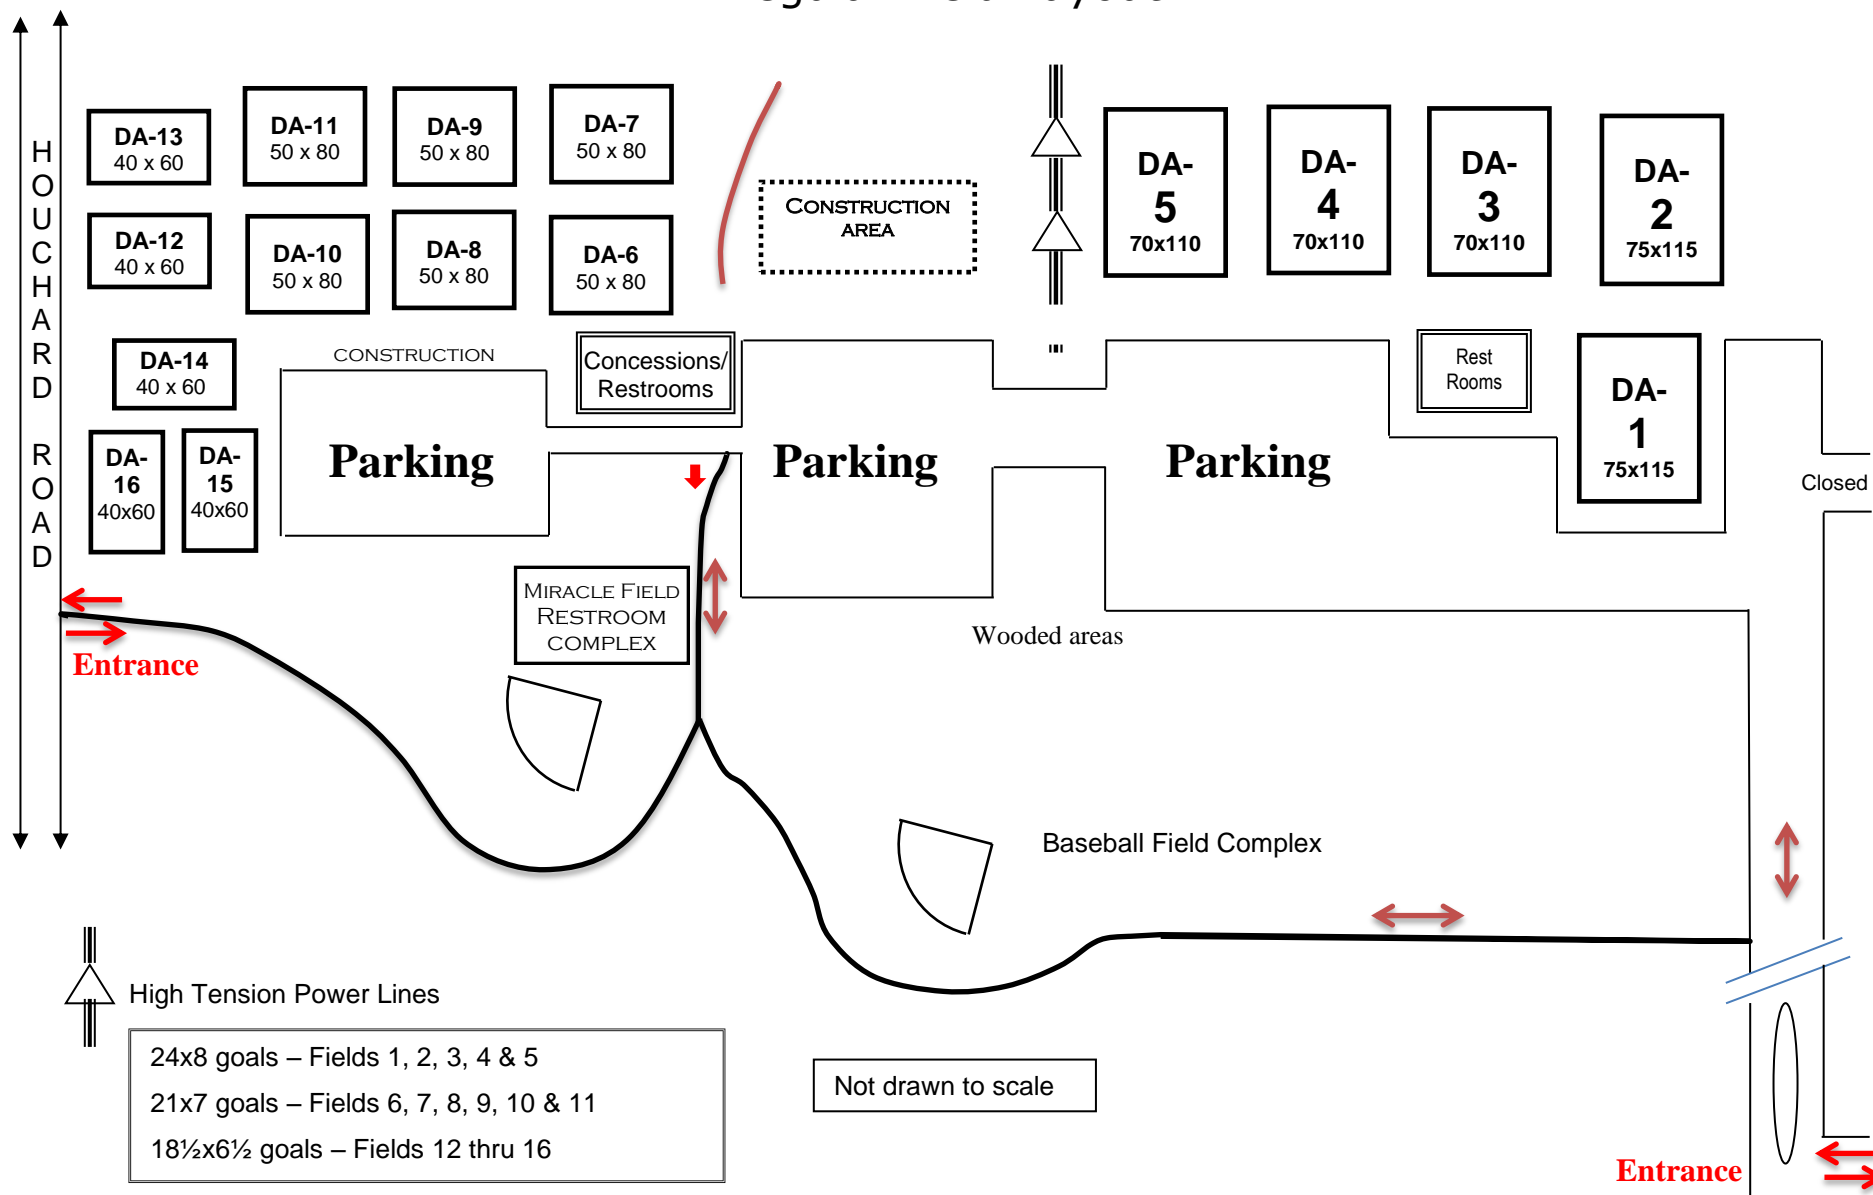 HOUCHARD ROAD
DA-13
40 x 60
DA-11
50 x 80
DA-9
50 x 80
DA-7
50 x 80
DA-12
40 x 60
DA-10
50 x 80
DA-8
50 x 80
DA-6
50 x 80
CONSTRUCTION
AREA
DA-
5
70x110
DA-
4
70x110
DA-
3
70x110
DA-
2
75x115
DA-14
40 x 60
CONSTRUCTION
Concessions/
Restrooms
Rest
Rooms
DA-
1
75x115
DA-
16
40x60
DA-
15
40x60
Parking
Parking
Parking
Closed
MIRACLE FIELD
RESTROOM
COMPLEX
Wooded areas
Entrance
Baseball Field Complex
High Tension Power Lines
24x8 goals – Fields 1, 2, 3, 4 & 5
21x7 goals – Fields 6, 7, 8, 9, 10 & 11
18½x6½ goals – Fields 12 thru 16
Not drawn to scale
Entrance